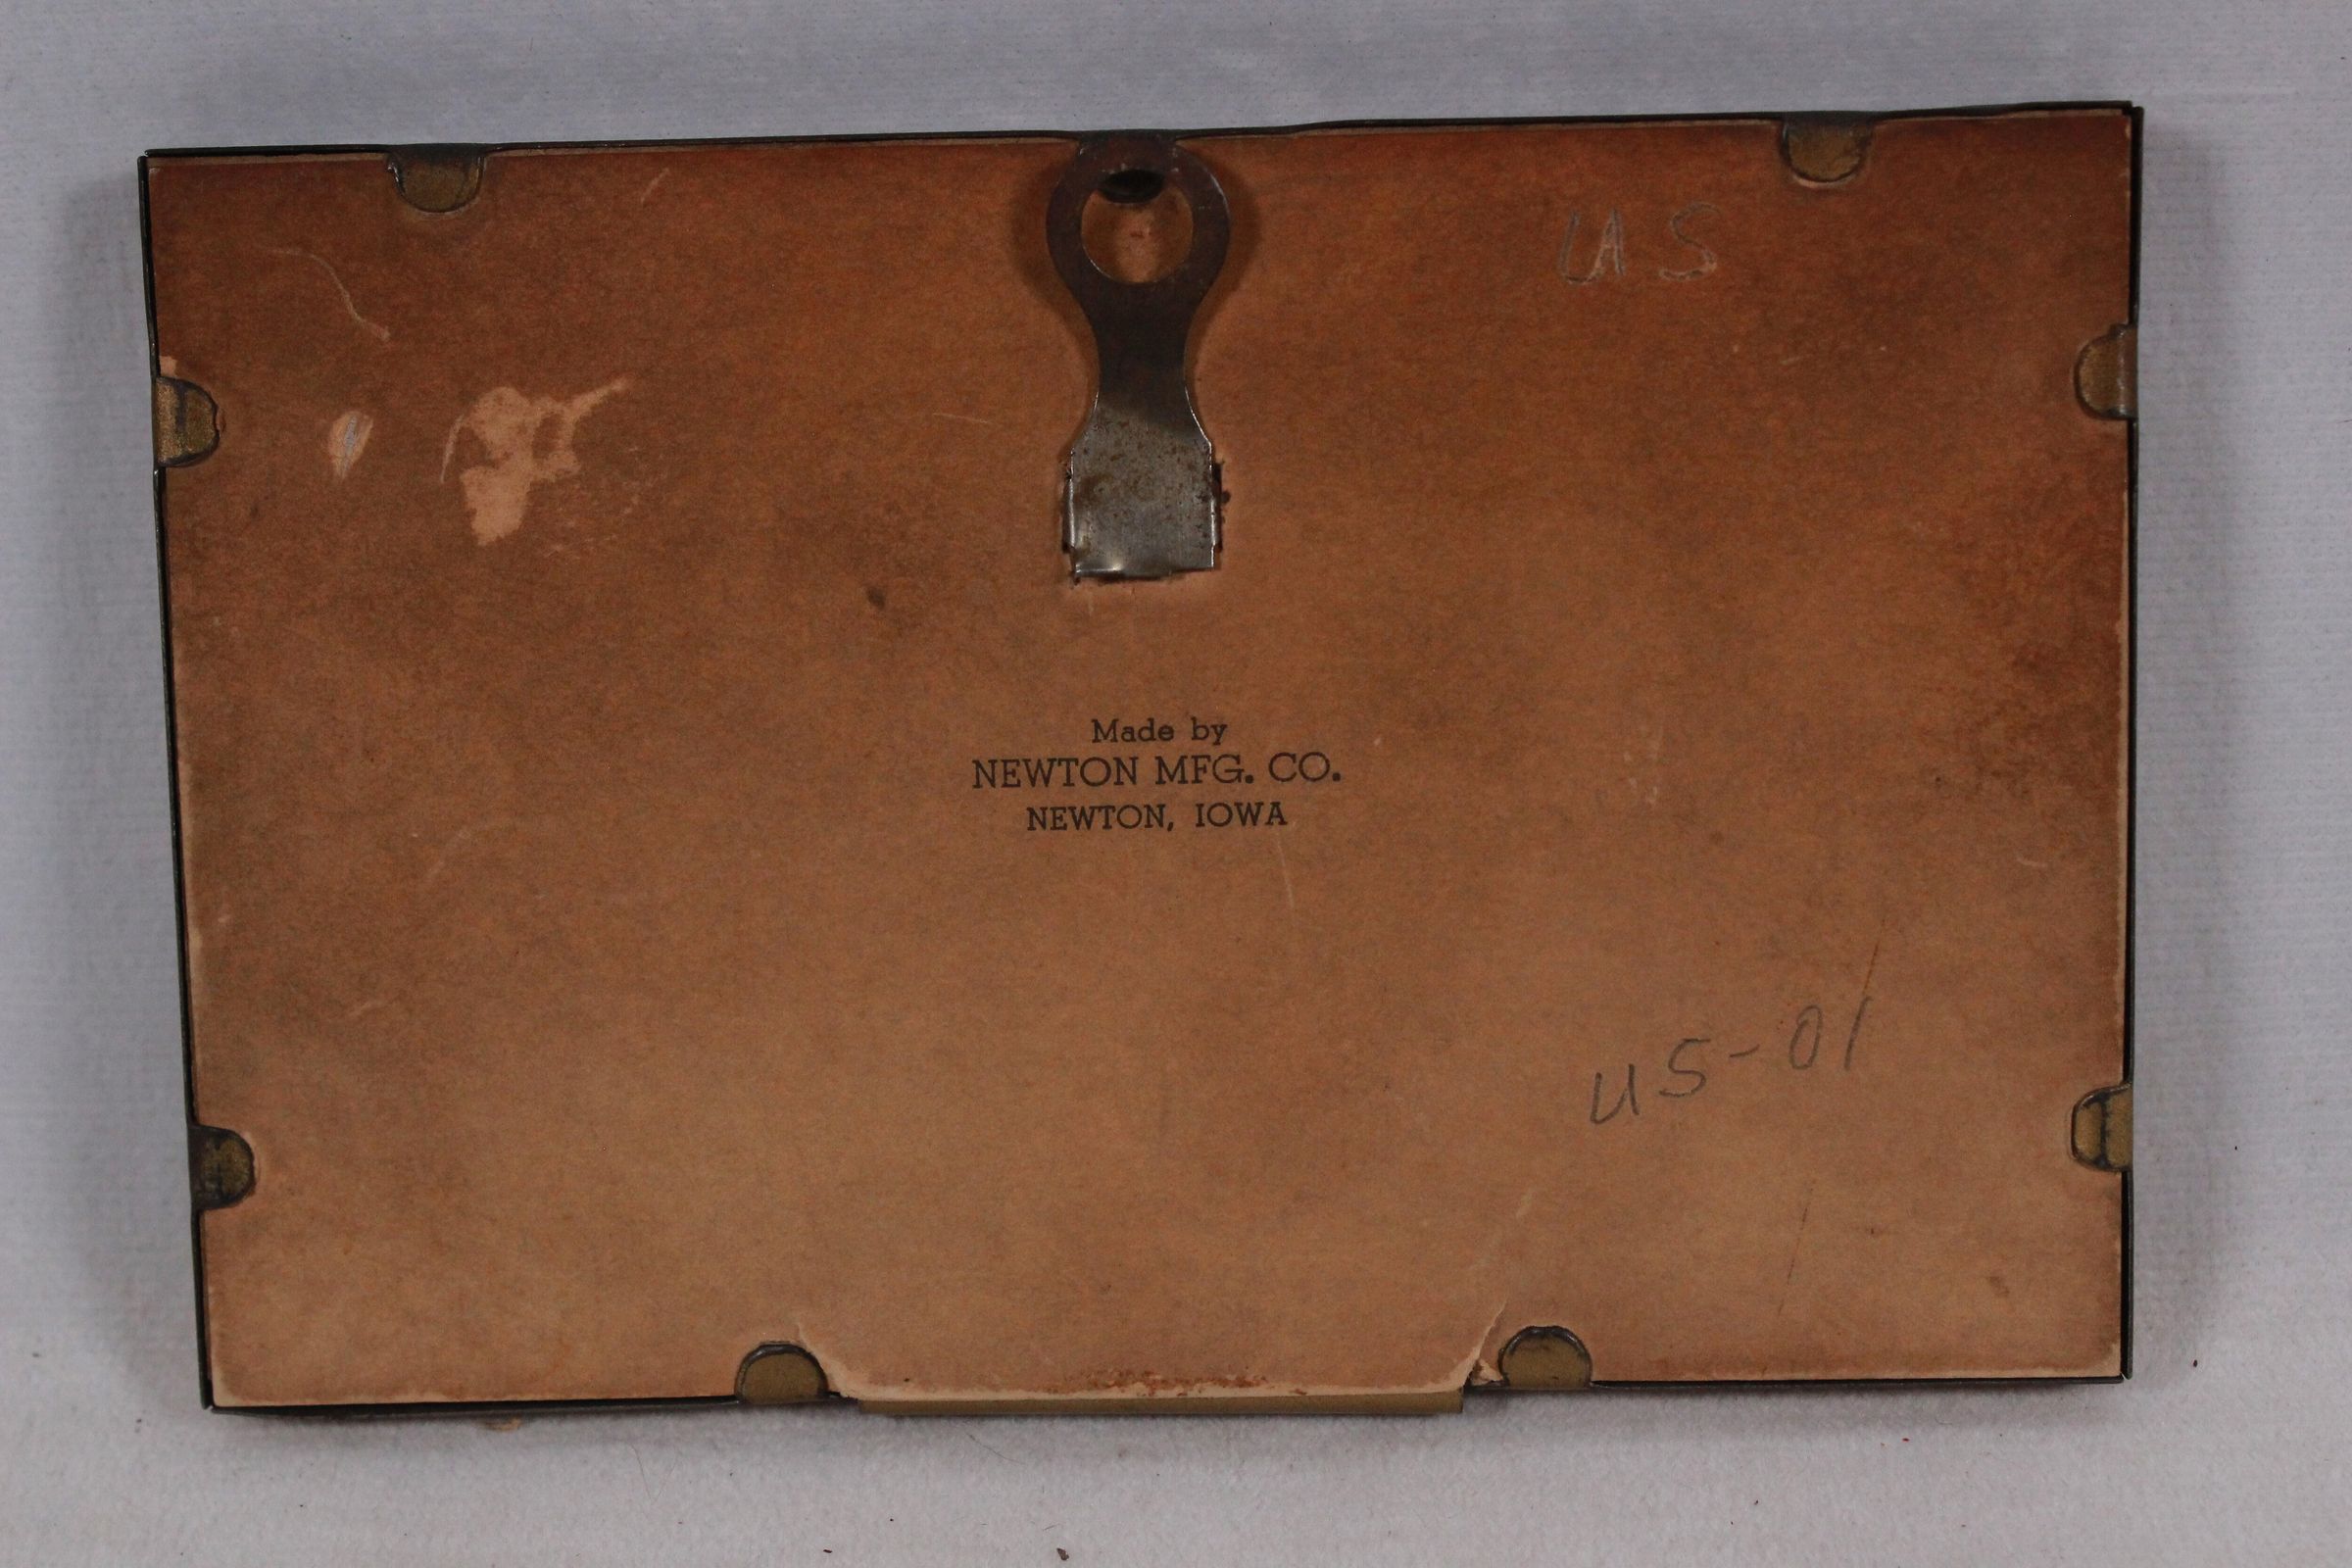 US
Made by
NEWTON MFG. CO.
NEWTON, IOWA
US-01